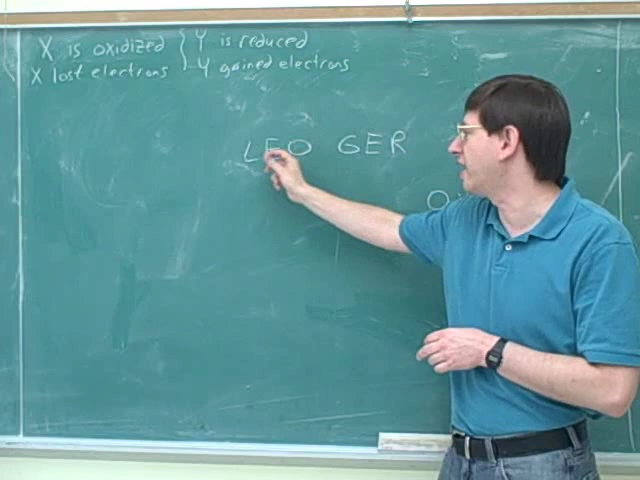 X is oxidized { Y is reduced
X lost electrons Y gained electrons
LEO GER
O